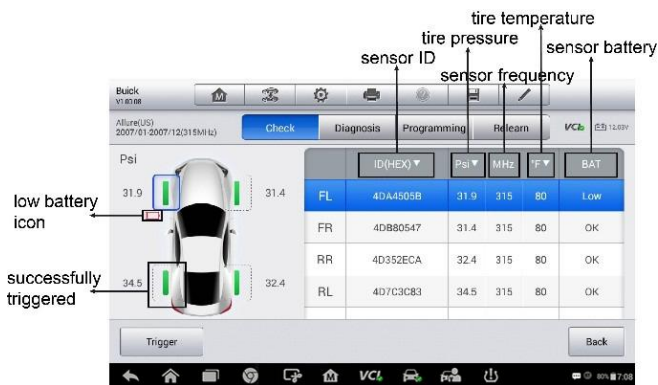 tire temperature
tire pressure
sensor ID
sensor battery
sensor frequency
Buick
V1.03.08
Allure(US)
2007/01-2007/12(315MHz)
Check
Diagnosis
Programming
Relearn
VCI
12.03V
Psi
ID(HEX)▼
Psi▼
MHz
°F▼
BAT
31.9
31.4
FL 4DA4505B 31.9 315 80 Low
low battery
icon
FR 4DB80547 31.4 315 80 OK
RR 4D352ECA 32.4 315 80 OK
successfully
triggered
34.5
32.4
RL 4D7C3C83 34.5 315 80 OK
Trigger
Back
VCI
80%
7:08